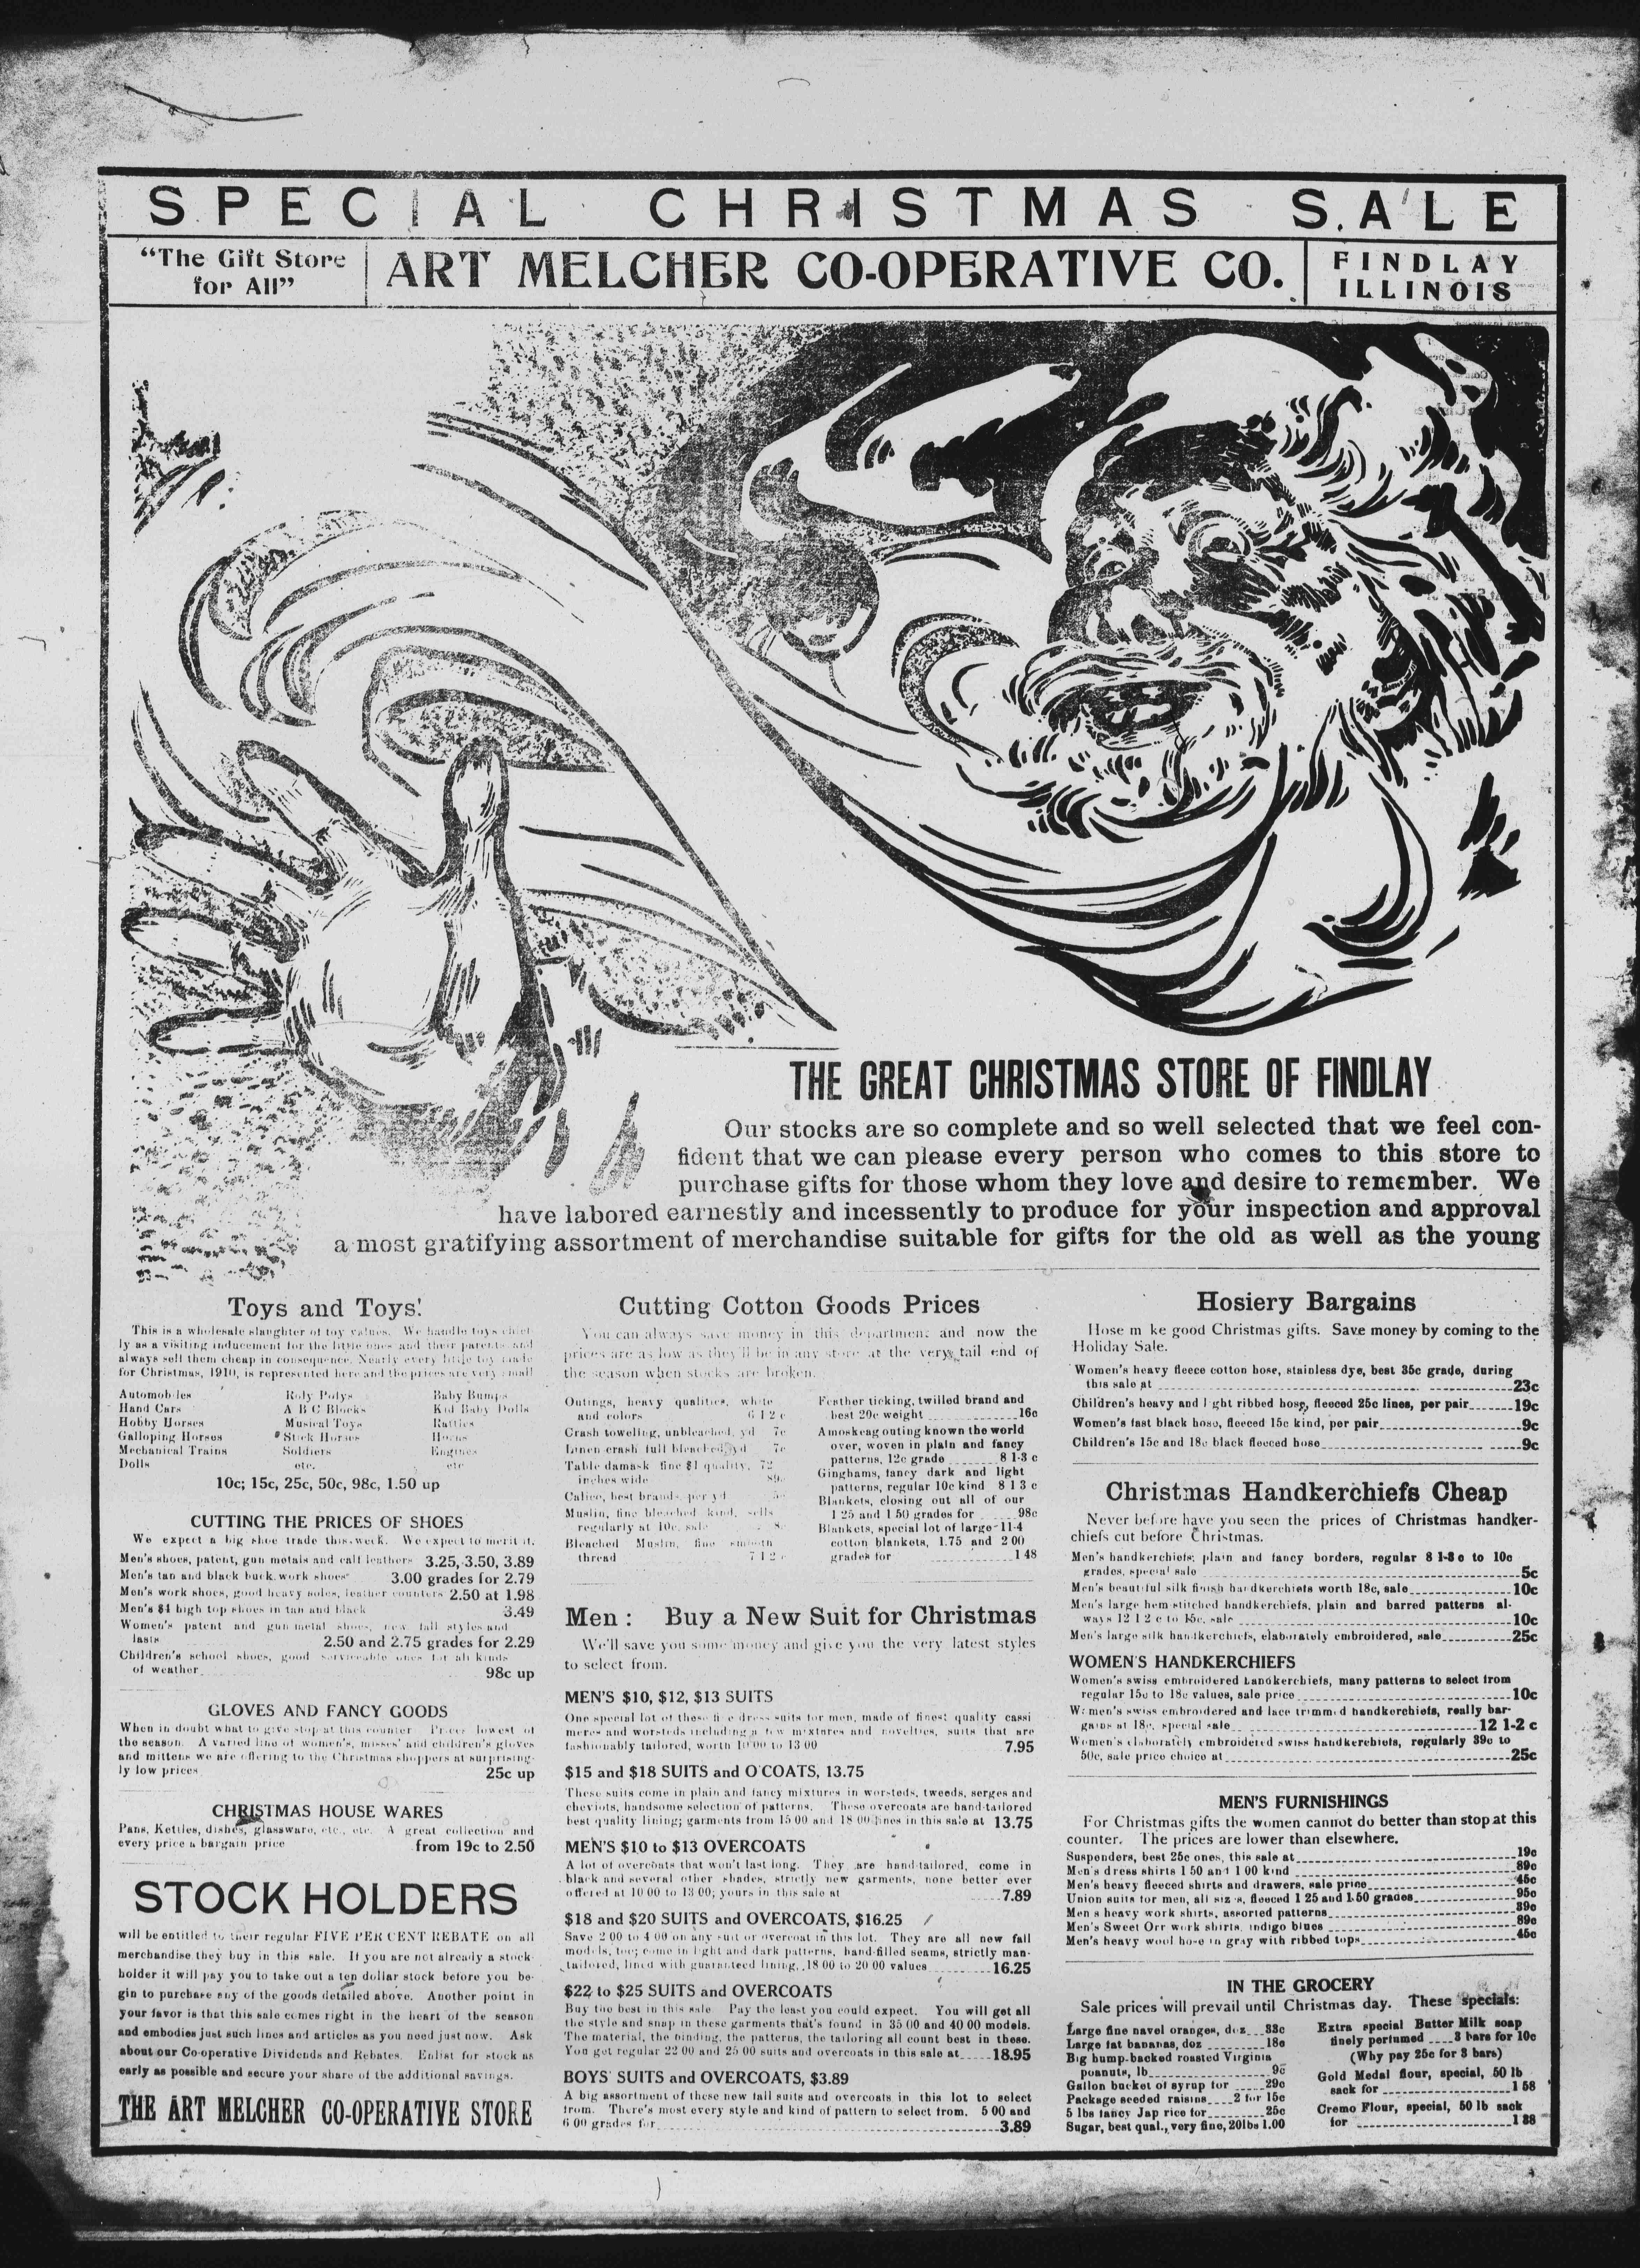 SPECIAL CHRISTMAS SALE
"The Gift Store
for All"
ART MELCHER CO-OPERATIVE CO.
FINDLAY
ILLINOIS
THE GREAT CHRISTMAS STORE OF FINDLAY
Our stocks are so complete and so well selected that we feel con-
fident that we can please every person who comes to this store to
purchase gifts for those whom they love and desire to remember. We
have labored earnestly and incessently to produce for your inspection and approval
a most gratifying assortment of merchandise suitable for gifts for the old as well as the young
Toys and Toys!
This is a wholesale slaughter of toy values. We handle toys chief-
ly as a visiting inducement for the little ones and their parents and
always sell them cheap in consequence. Nearly every little toy made
for Christmas, 1910, is represented here and the prices are very small
Automobiles Roly Polys Baby Bumps
Hand Cars A B C Blocks Kid Baby Dolls
Hobby Horses Musical Toys Rattles
Galloping Horses Stick Horses Horns
Mechanical Trains Soldiers Engines
Dolls etc. etc
10c; 15c, 25c, 50c, 98c, 1.50 up
CUTTING THE PRICES OF SHOES
We expect a big shoe trade this week. We expect to merit it.
Men's shoes, patent, gun metals and calf leathers 3.25, 3.50, 3.89
Men's tan and black buck work shoes 3.00 grades for 2.79
Men's work shoes, good heavy soles, leather counters 2.50 at 1.98
Men's $4 high top shoes in tan and black 3.49
Women's patent and gun metal shoes, new fall styles and
lasts 2.50 and 2.75 grades for 2.29
Children's school shoes, good serviceable ones for all kinds
of weather 98c up
GLOVES AND FANCY GOODS
When in doubt what to give stop at this counter Prices lowest of
the season. A varied line of women's, misses' and children's gloves
and mittens we are offering to the Christmas shoppers at surprising-
ly low prices 25c up
CHRISTMAS HOUSE WARES
Pans, Kettles, dishes, glassware, etc., etc. A great collection and
every price a bargain price from 19c to 2.50
STOCK HOLDERS
will be entitled to their regular FIVE PER CENT REBATE on all
merchandise they buy in this sale. If you are not already a stock-
holder it will pay you to take out a ten dollar stock before you be-
gin to purchase any of the goods detailed above. Another point in
your favor is that this sale comes right in the heart of the season
and embodies just such lines and articles as you need just now. Ask
about our Co-operative Dividends and Rebates. Enlist for stock as
early as possible and secure your share of the additional savings.
THE ART MELCHER CO-OPERATIVE STORE
Cutting Cotton Goods Prices
You can always save money in this department and now the
prices are as low as they'll be in any store at the very tail end of
the season when stocks are broken.
Outings, heavy qualities, white
and colors 6 1 2 c
Crash toweling, unbleached, yd 7c
Linen crash full bleached, yd 7c
Table damask fine $1 quality, 72
inches wide 89c
Calico, best brands, per yd
Muslin, fine bleached kind, sells
regularly at 10c, sale 8c
Bleached Muslin, fine smooth
thread 7 1 2 c
Feather ticking, twilled brand and
best 20c weight 16c
Amoskeag outing known the world
over, woven in plain and fancy
patterns, 12c grade 8 1-3 c
Ginghams, fancy dark and light
patterns, regular 10c kind 8 1 3 c
Blankets, closing out all of our
1 25 and 1 50 grades for 98c
Blankets, special lot of large 11-4
cotton blankets, 1.75 and 2 00
grades for 1 48
Men: Buy a New Suit for Christmas
We'll save you some money and give you the very latest styles
to select from.
MEN'S $10, $12, $13 SUITS
One special lot of these fine dress suits for men, made of finest quality cassi
meres and worsteds including a few mixtures and novelties, suits that are
fashionably tailored, worth 10 00 to 13 00 7.95
$15 and $18 SUITS and O'COATS, 13.75
These suits come in plain and fancy mixtures in worsteds, tweeds, serges and
cheviots, handsome selection of patterns. These overcoats are hand-tailored
best quality lining; garments from 15 00 and 18 00 lines in this sale at 13.75
MEN'S $10 to $13 OVERCOATS
A lot of overcoats that won't last long. They are hand-tailored, come in
black and several other shades, strictly new garments, none better ever
offered at 10 00 to 13 00; yours in this sale at 7.89
$18 and $20 SUITS and OVERCOATS, $16.25
Save 2 00 to 4 00 on any suit or overcoat in this lot. They are all new fall
models, too; come in light and dark patterns, hand-filled seams, strictly man-
tailored, lined with guaranteed lining, 18 00 to 20 00 values 16.25
$22 to $25 SUITS and OVERCOATS
Buy the best in this sale Pay the least you could expect. You will get all
the style and snap in these garments that's found in 35 00 and 40 00 models.
The material, the binding, the patterns, the tailoring all count best in these.
You get regular 22 00 and 25 00 suits and overcoats in this sale at 18.95
BOYS' SUITS and OVERCOATS, $3.89
A big assortment of these new fall suits and overcoats in this lot to select
from. There's most every style and kind of pattern to select from. 5 00 and
6 00 grades for 3.89
Hosiery Bargains
Hose m ke good Christmas gifts. Save money by coming to the
Holiday Sale.
Women's heavy fleece cotton hose, stainless dye, best 35c grade, during
this sale at 23c
Children's heavy and l ght ribbed hose, fleeced 25c lines, per pair 19c
Women's fast black hose, fleeced 15c kind, per pair 9c
Children's 15c and 18c black fleeced hose 9c
Christmas Handkerchiefs Cheap
Never before have you seen the prices of Christmas handker-
chiefs cut before Christmas.
Men's handkerchiefs; plain and fancy borders, regular 8 1-3 c to 10c
grades, special sale 5c
Men's beautiful silk finish handkerchiefs worth 18c, sale 10c
Men's large hem-stitched handkerchiefs, plain and barred patterns al-
ways 12 1 2 c to 15c, sale 10c
Men's large silk handkerchiefs, elaborately embroidered, sale 25c
WOMEN'S HANDKERCHIEFS
Women's swiss embroidered handkerchiefs, many patterns to select from
regular 15c to 18c values, sale price 10c
Women's swiss embroidered and lace trimmed handkerchiefs, really bar-
gains at 18c, special sale 12 1-2 c
Women's elaborately embroidered swiss handkerchiefs, regularly 39c to
50c, sale price choice at 25c
MEN'S FURNISHINGS
For Christmas gifts the women cannot do better than stop at this
counter. The prices are lower than elsewhere.
Suspenders, best 25c ones, this sale at 19c
Men's dress shirts 1 50 and 1 00 kind 89c
Men's heavy fleeced shirts and drawers, sale price 45c
Union suits for men, all siz s, fleeced 1 25 and 1.50 grades 95c
Men s heavy work shirts, assorted patterns 39c
Men's Sweet Orr work shirts, indigo blues 89c
Men's heavy wool hose in gray with ribbed tops 45c
IN THE GROCERY
Sale prices will prevail until Christmas day. These specials:
Large fine navel oranges, doz 33c
Large fat bananas, doz 18c
Big hump-backed roasted Virginia
peanuts, lb 9c
Gallon bucket of syrup for 29c
Package seeded raisins 2 for 15c
5 lbs fancy Jap rice for 25c
Sugar, best qual., very fine, 20lbs 1.00
Extra special Butter Milk soap
finely perfumed 3 bars for 10c
(Why pay 25c for 3 bars)
Gold Medal flour, special, 50 lb
sack for 1 58
Cremo Flour, special, 50 lb sack
for 1 38